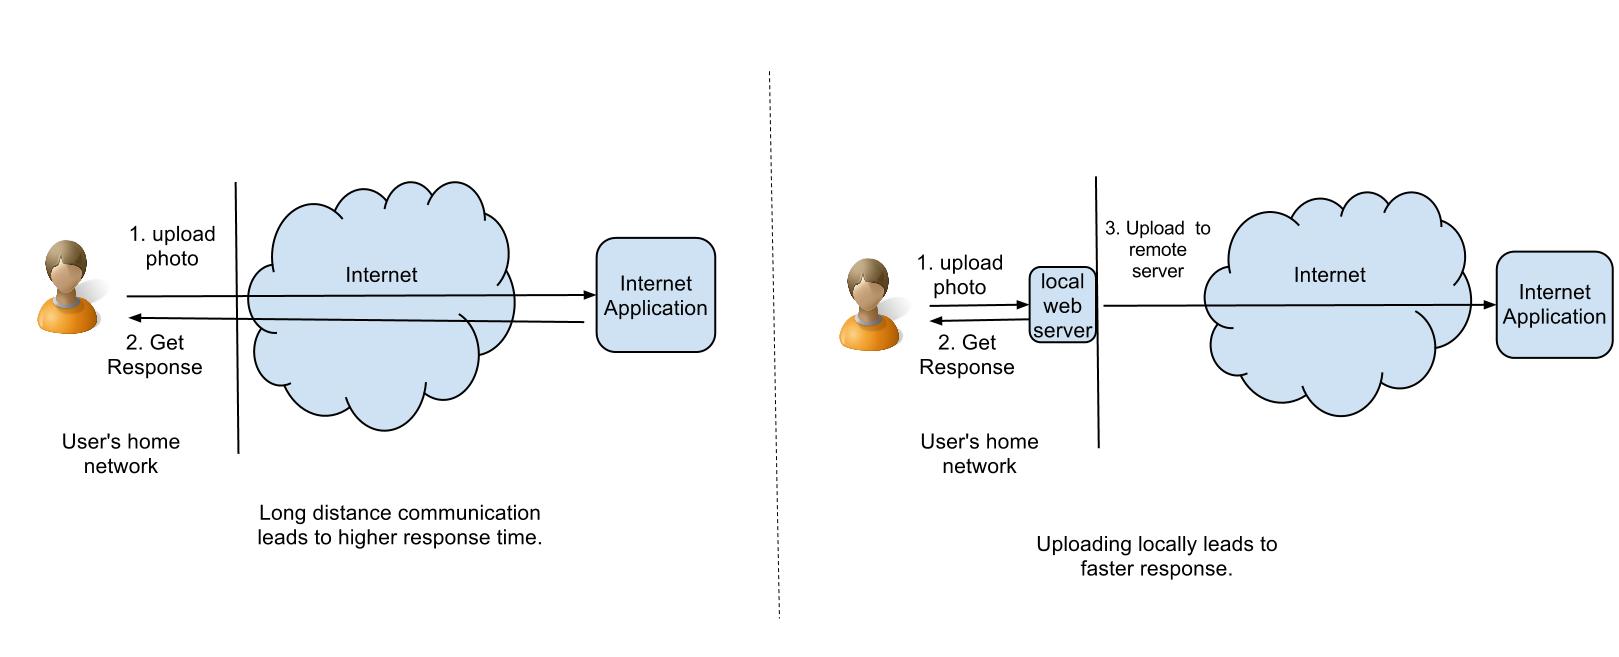 1. upload
photo
Internet
Internet
Application
2. Get
Response
User's home
network
Long distance communication
leads to higher response time.
1. upload
photo
local
web
server
3. Upload to
remote
server
Internet
Internet
Application
2. Get
Response
User's home
network
Uploading locally leads to
faster response.